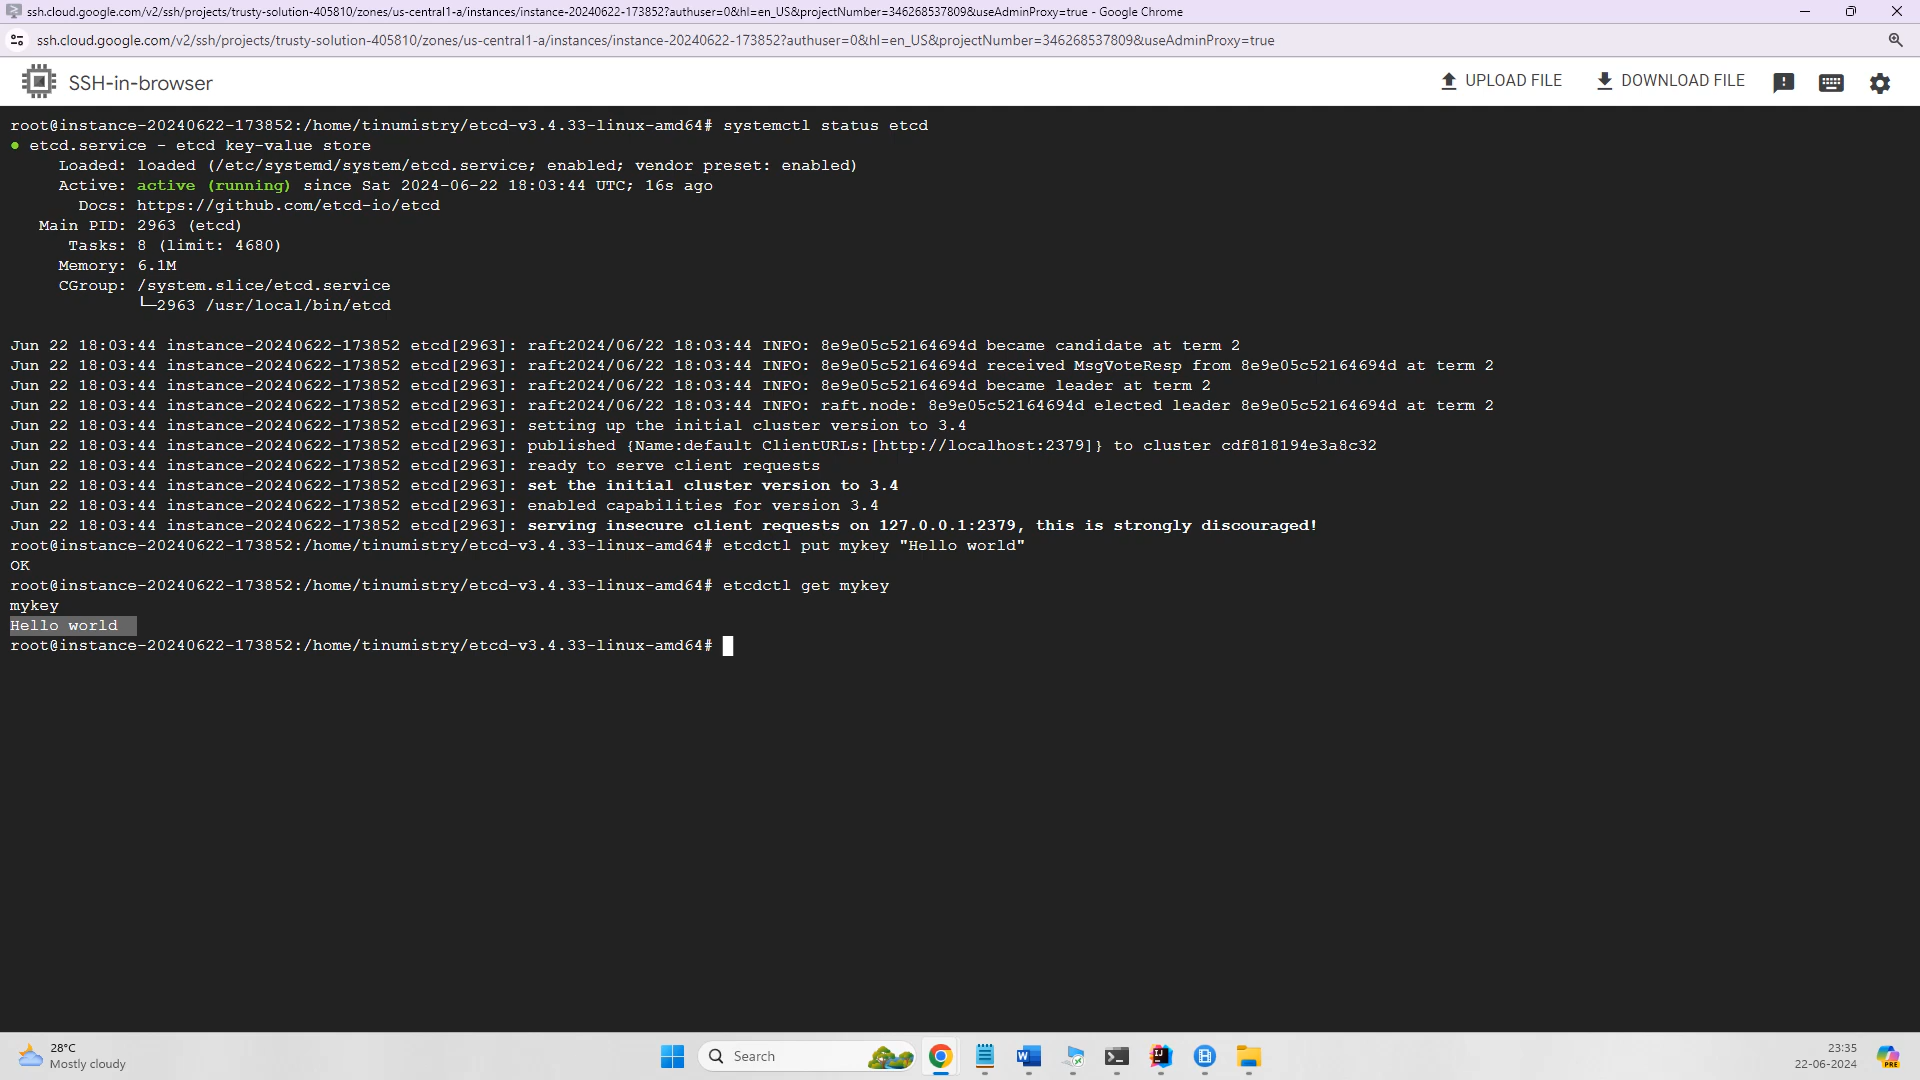 ssh.cloud.google.com/v2/ssh/projects/trusty-solution-405810/zones/us-central1-a/instances/instance-20240622-173852?authuser=0&hl=en_US&projectNumber=346268537809&useAdminProxy=true - Google Chrome
ssh.cloud.google.com/v2/ssh/projects/trusty-solution-405810/zones/us-central1-a/instances/instance-20240622-173852?authuser=0&hl=en_US&projectNumber=346268537809&useAdminProxy=true
SSH-in-browser
UPLOAD FILE
DOWNLOAD FILE
root@instance-20240622-173852:/home/tinumistry/etcd-v3.4.33-linux-amd64# systemctl status etcd
● etcd.service - etcd key-value store
Loaded: loaded (/etc/systemd/system/etcd.service; enabled; vendor preset: enabled)
Active: active (running) since Sat 2024-06-22 18:03:44 UTC; 16s ago
Docs: https://github.com/etcd-io/etcd
Main PID: 2963 (etcd)
Tasks: 8 (limit: 4680)
Memory: 6.1M
CGroup: /system.slice/etcd.service
└─2963 /usr/local/bin/etcd
Jun 22 18:03:44 instance-20240622-173852 etcd[2963]: raft2024/06/22 18:03:44 INFO: 8e9e05c52164694d became candidate at term 2
Jun 22 18:03:44 instance-20240622-173852 etcd[2963]: raft2024/06/22 18:03:44 INFO: 8e9e05c52164694d received MsgVoteResp from 8e9e05c52164694d at term 2
Jun 22 18:03:44 instance-20240622-173852 etcd[2963]: raft2024/06/22 18:03:44 INFO: 8e9e05c52164694d became leader at term 2
Jun 22 18:03:44 instance-20240622-173852 etcd[2963]: raft2024/06/22 18:03:44 INFO: raft.node: 8e9e05c52164694d elected leader 8e9e05c52164694d at term 2
Jun 22 18:03:44 instance-20240622-173852 etcd[2963]: setting up the initial cluster version to 3.4
Jun 22 18:03:44 instance-20240622-173852 etcd[2963]: published {Name:default ClientURLs:[http://localhost:2379]} to cluster cdf818194e3a8c32
Jun 22 18:03:44 instance-20240622-173852 etcd[2963]: ready to serve client requests
Jun 22 18:03:44 instance-20240622-173852 etcd[2963]: set the initial cluster version to 3.4
Jun 22 18:03:44 instance-20240622-173852 etcd[2963]: enabled capabilities for version 3.4
Jun 22 18:03:44 instance-20240622-173852 etcd[2963]: serving insecure client requests on 127.0.0.1:2379, this is strongly discouraged!
root@instance-20240622-173852:/home/tinumistry/etcd-v3.4.33-linux-amd64# etcdctl put mykey "Hello world"
OK
root@instance-20240622-173852:/home/tinumistry/etcd-v3.4.33-linux-amd64# etcdctl get mykey
mykey
Hello world
root@instance-20240622-173852:/home/tinumistry/etcd-v3.4.33-linux-amd64#
28°C
Mostly cloudy
Search
23:35
22-06-2024